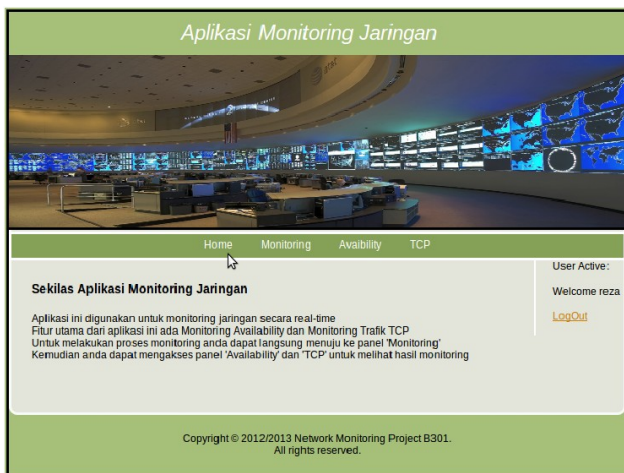 Aplikasi Monitoring Jaringan
Home Monitoring Avaibility TCP
Sekilas Aplikasi Monitoring Jaringan
Aplikasi ini digunakan untuk monitoring jaringan secara real-time
Fitur utama dari aplikasi ini ada Monitoring Availability dan Monitoring Trafik TCP
Untuk melakukan proses monitoring anda dapat langsung menuju ke panel 'Monitoring'
Kemudian anda dapat mengakses panel 'Availability' dan 'TCP' untuk melihat hasil monitoring
User Active:
Welcome reza
LogOut
Copyright © 2012/2013 Network Monitoring Project B301.
All rights reserved.